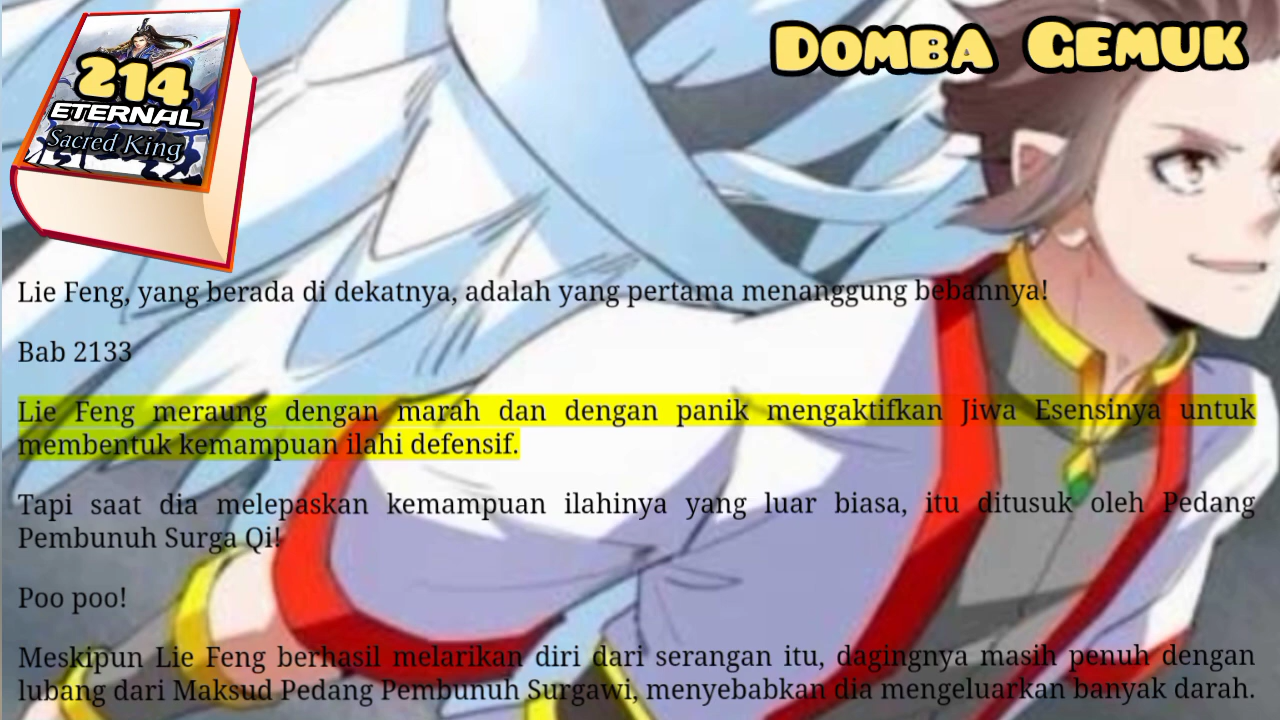 214
ETERNAL
Sacred King
DOMBA GEMUK
Lie Feng, yang berada di dekatnya, adalah yang pertama menanggung bebannya!
Bab 2133
Lie Feng meraung dengan marah dan dengan panik mengaktifkan Jiwa Esensinya untuk
membentuk kemampuan ilahi defensif.
Tapi saat dia melepaskan kemampuan ilahinya yang luar biasa, itu ditusuk oleh Pedang
Pembunuh Surga Qi!
Poo poo!
Meskipun Lie Feng berhasil melarikan diri dari serangan itu, dagingnya masih penuh dengan
lubang dari Maksud Pedang Pembunuh Surgawi, menyebabkan dia mengeluarkan banyak darah.